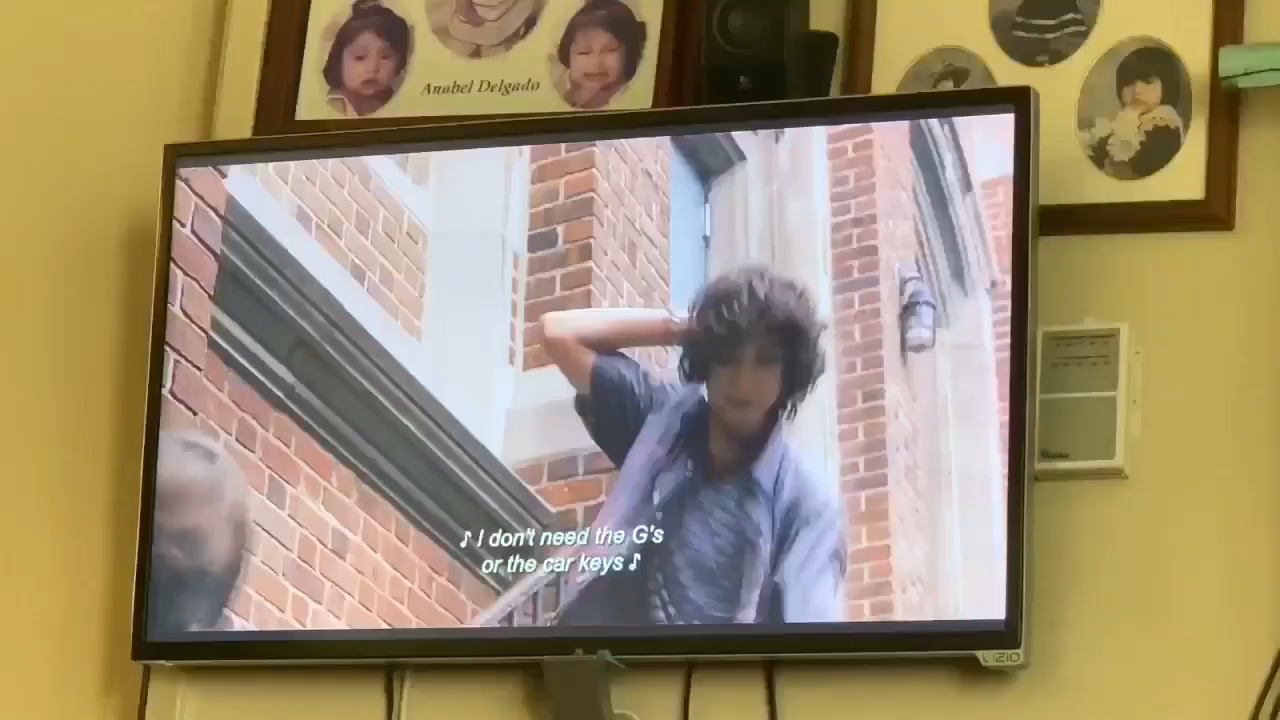 Anabel Delgado
♪ I don't need the G's
or the car keys ♪
VIZIO